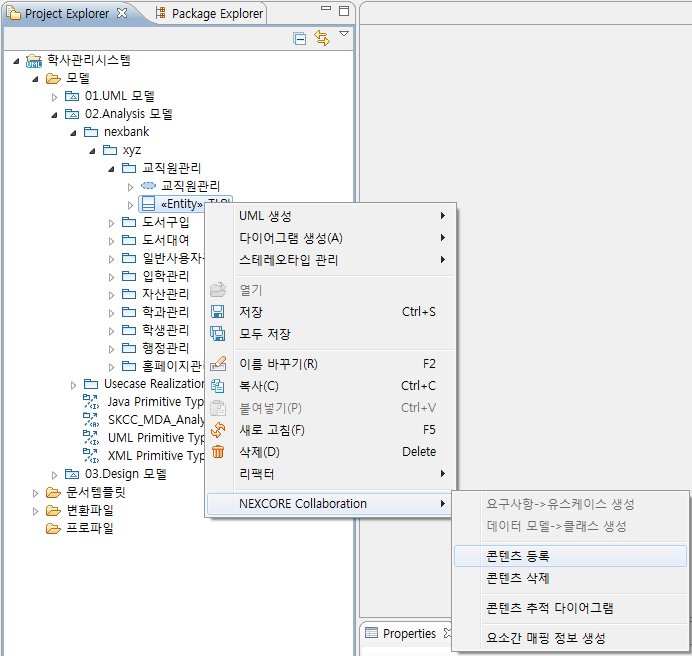 Project Explorer
Package Explorer
학사관리시스템
모델
01.UML 모델
02.Analysis 모델
nexbank
xyz
교직원관리
교직원관리
«Entity»
도서구입
도서대여
일반사용자
입학관리
자산관리
학과관리
학생관리
행정관리
홈페이지관
Usecase Realization
Java Primitive Typ
SKCC_MDA_Analy
UML Primitive Typ
XML Primitive Typ
03.Design 모델
문서템플릿
변환파일
프로파일
UML 생성
다이어그램 생성(A)
스테레오타입 관리
열기
저장 Ctrl+S
모두 저장
이름 바꾸기(R) F2
복사(C) Ctrl+C
붙여넣기(P) Ctrl+V
새로 고침(F) F5
삭제(D) Delete
리팩터
NEXCORE Collaboration
요구사항->유스케이스 생성
데이터 모델->클래스 생성
콘텐츠 등록
콘텐츠 삭제
콘텐츠 추적 다이어그램
요소간 매핑 정보 생성
Properties